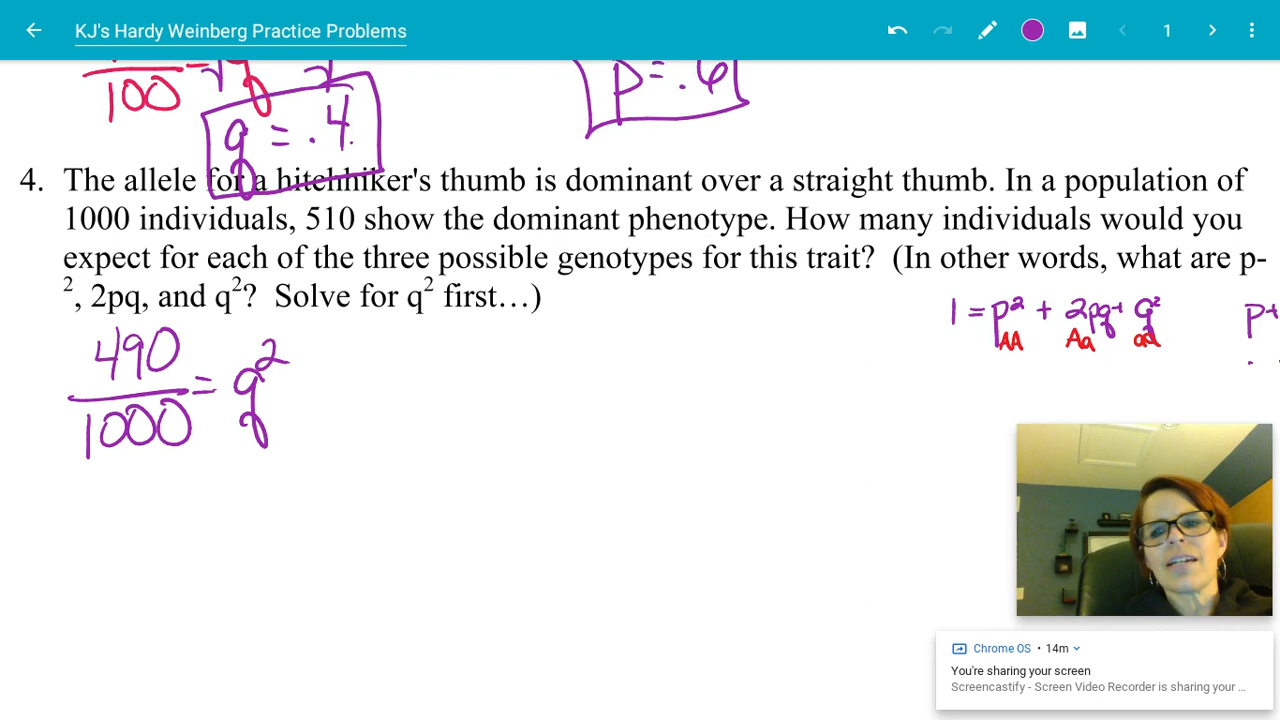 KJ's Hardy Weinberg Practice Problems
1
100
q = .4
p = .6
4. The allele for a hitchhiker's thumb is dominant over a straight thumb. In a population of
1000 individuals, 510 show the dominant phenotype. How many individuals would you
expect for each of the three possible genotypes for this trait? (In other words, what are p-
², 2pq, and q²? Solve for q² first…)
1 = p² + 2pq + q²
AA Aa aa
p+
490
1000 = q²
Chrome OS • 14m
You're sharing your screen
Screencastify - Screen Video Recorder is sharing your ...